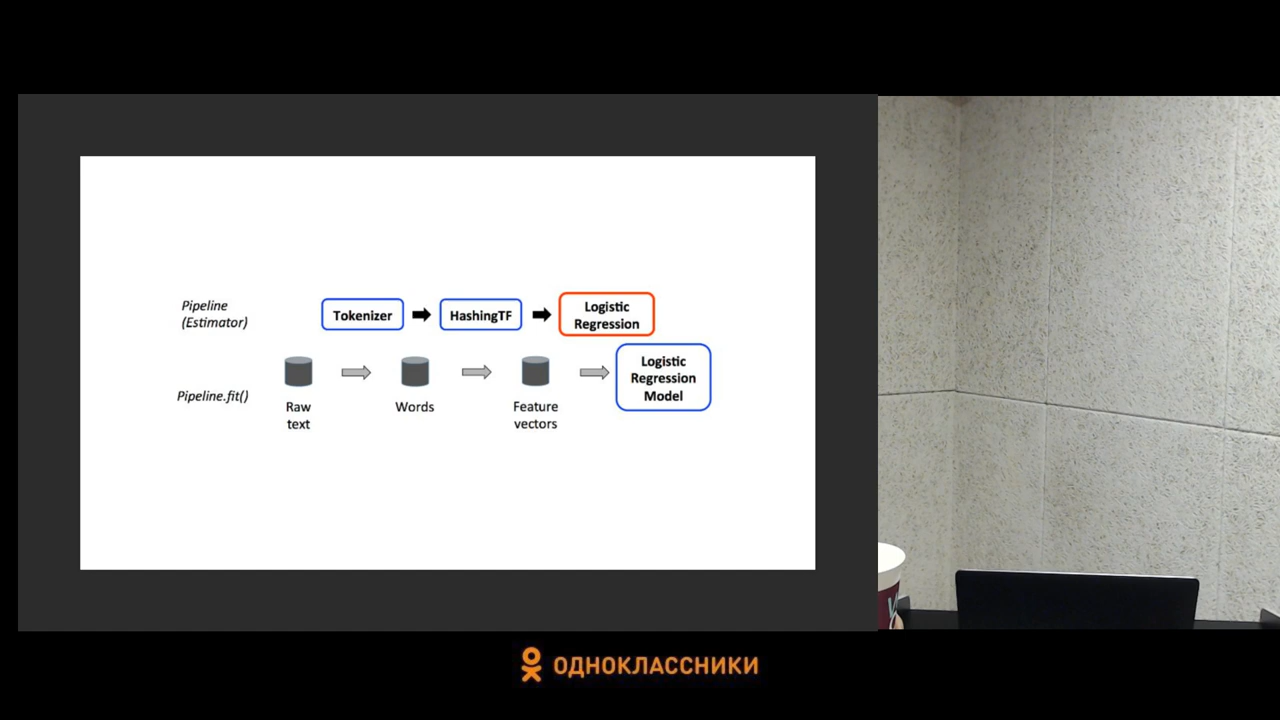 Pipeline
(Estimator)
Tokenizer
HashingTF
Logistic
Regression
Pipeline.fit()
Raw
text
Words
Feature
vectors
Logistic
Regression
Model
ОДНОКЛАССНИКИ